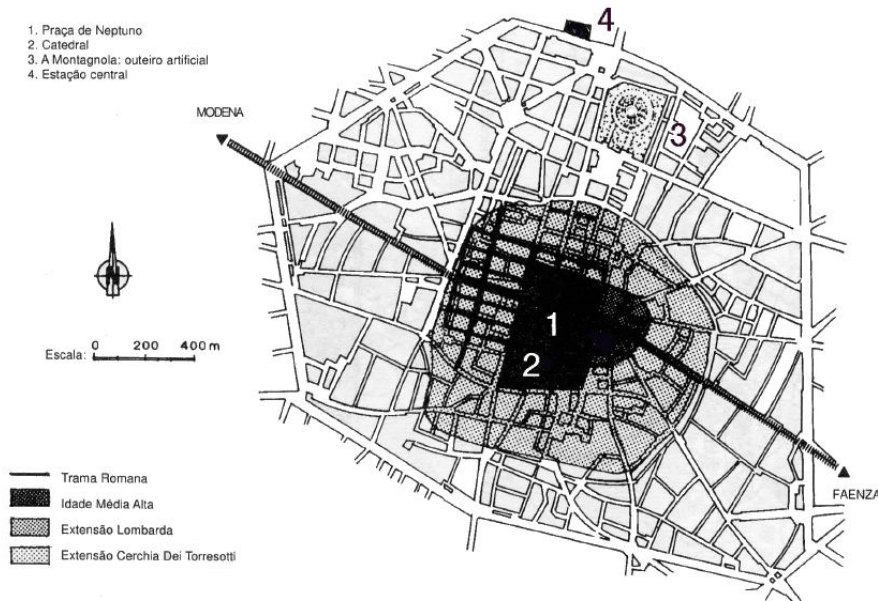 1. Praça de Neptuno
2. Catedral
3. A Montagnola: outeiro artificial
4. Estação central
4
MODENA
3
N
1
2
0 200 400 m
Escala:
Trama Romana
Idade Média Alta
Extensão Lombarda
Extensão Cerchia Dei Torresotti
FAENZA